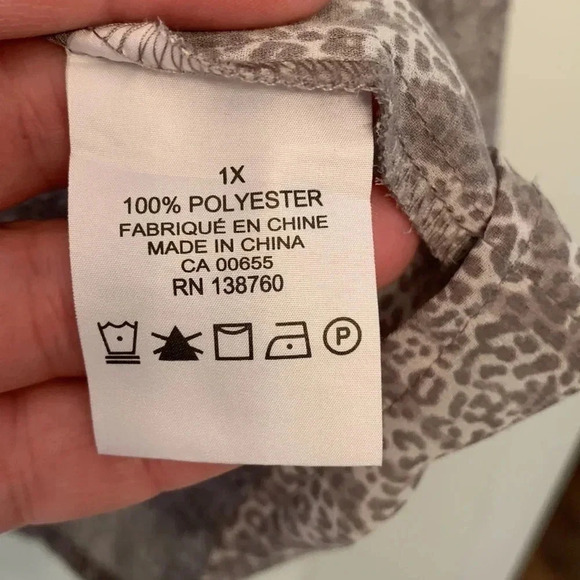 1X
100% POLYESTER
FABRIQUÉ EN CHINE
MADE IN CHINA
CA 00655
RN 138760
P